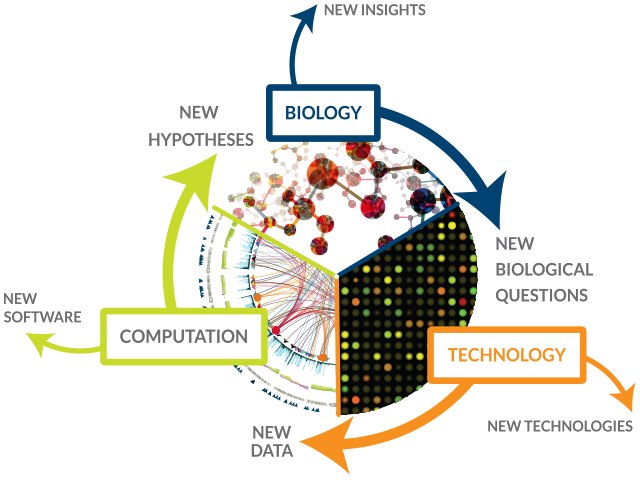 NEW INSIGHTS
BIOLOGY
NEW
HYPOTHESES
NEW
BIOLOGICAL
QUESTIONS
NEW
SOFTWARE
COMPUTATION
TECHNOLOGY
NEW
DATA
NEW TECHNOLOGIES